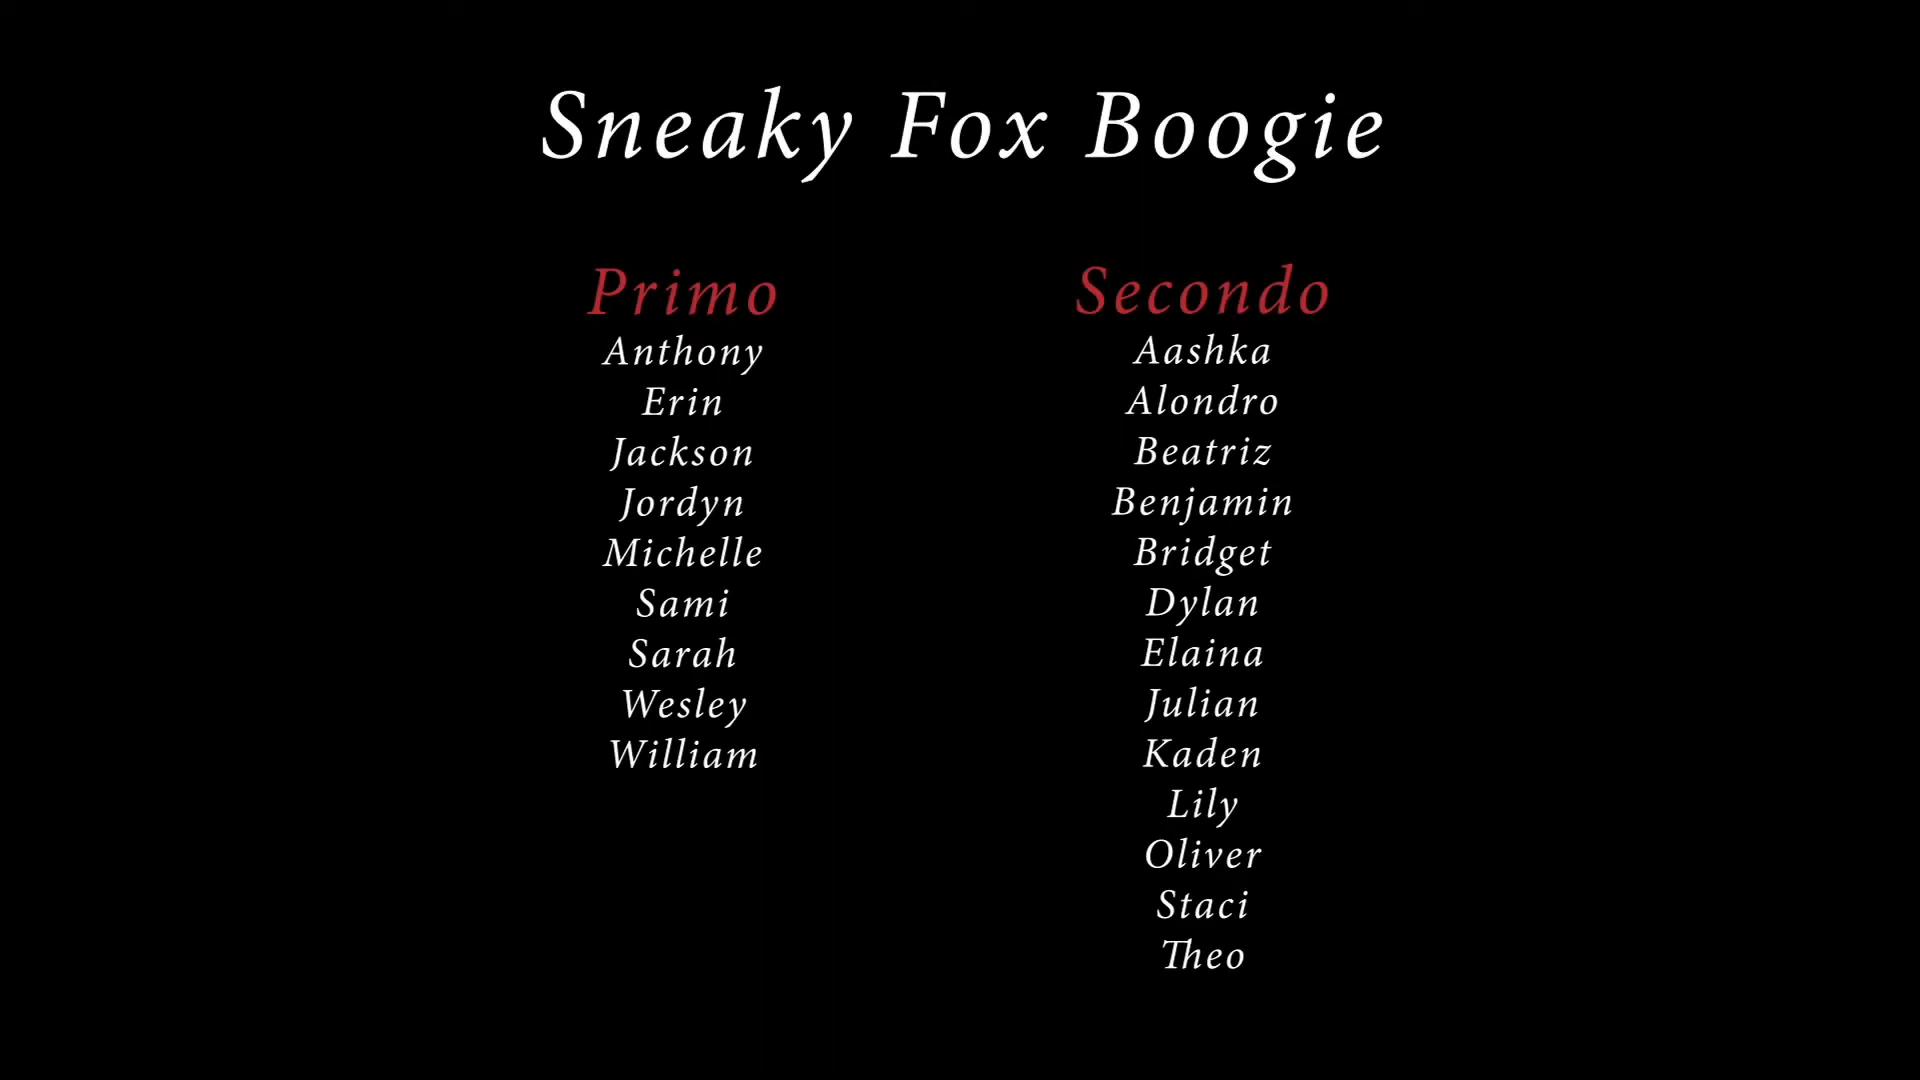 Sneaky Fox Boogie
Primo
Anthony
Erin
Jackson
Jordyn
Michelle
Sami
Sarah
Wesley
William
Secondo
Aashka
Alondro
Beatriz
Benjamin
Bridget
Dylan
Elaina
Julian
Kaden
Lily
Oliver
Staci
Theo